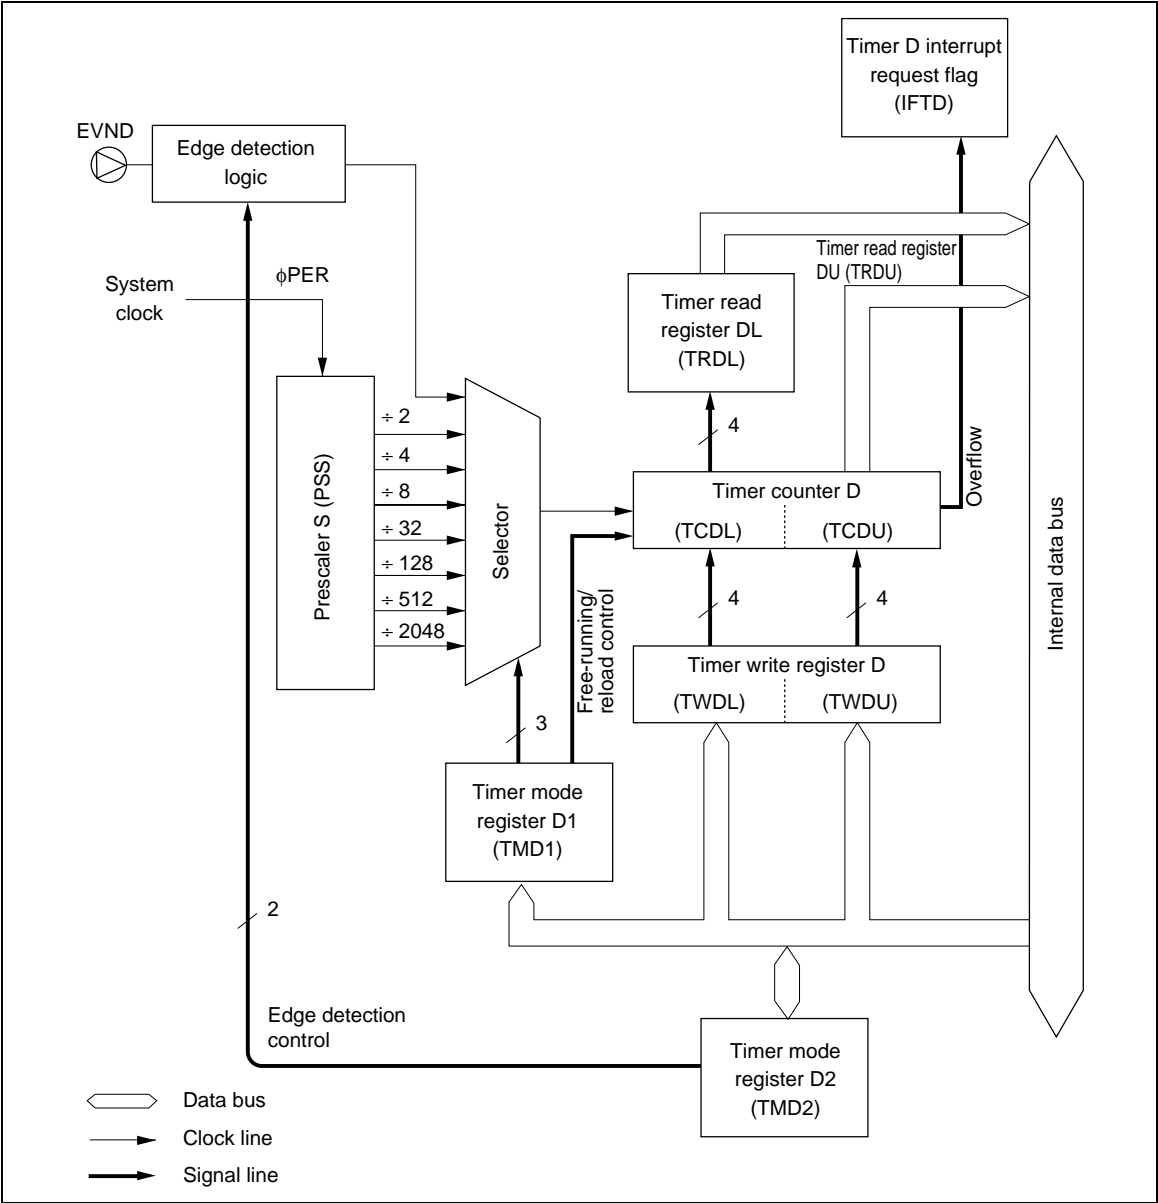 Timer D interrupt
request flag
(IFTD)
EVND
Edge detection
logic
Timer read register
DU (TRDU)
System
clock
ϕPER
Timer read
register DL
(TRDL)
÷ 2
÷ 4
÷ 8
÷ 32
÷ 128
÷ 512
÷ 2048
Prescaler S (PSS)
Selector
4
Overflow
Timer counter D
(TCDL)
(TCDU)
Internal data bus
Free-running/
reload control
4
4
Timer write register D
(TWDL)
(TWDU)
3
Timer mode
register D1
(TMD1)
2
Edge detection
control
Timer mode
register D2
(TMD2)
Data bus
Clock line
Signal line